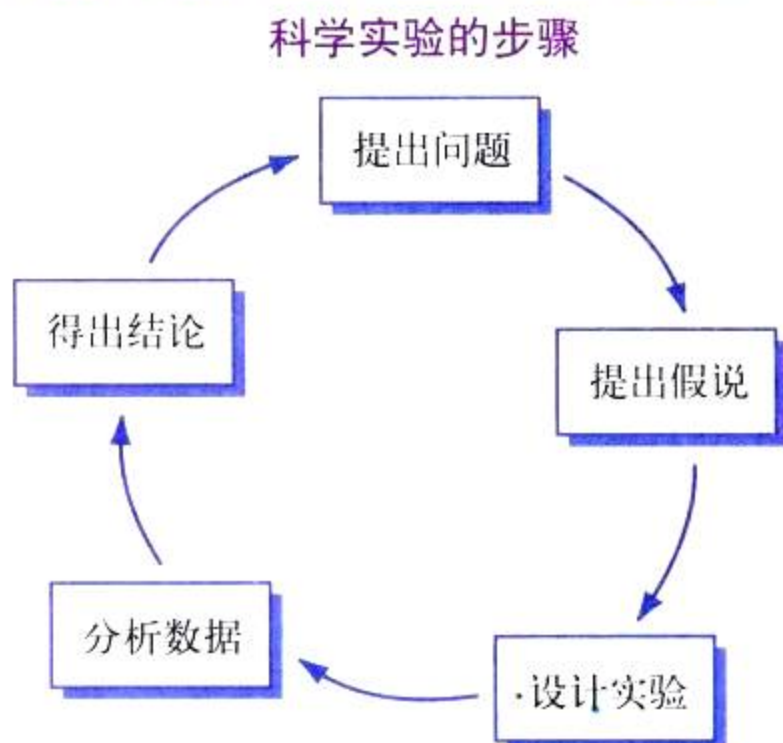 科学实验的步骤
提出问题
提出假说
设计实验
分析数据
得出结论